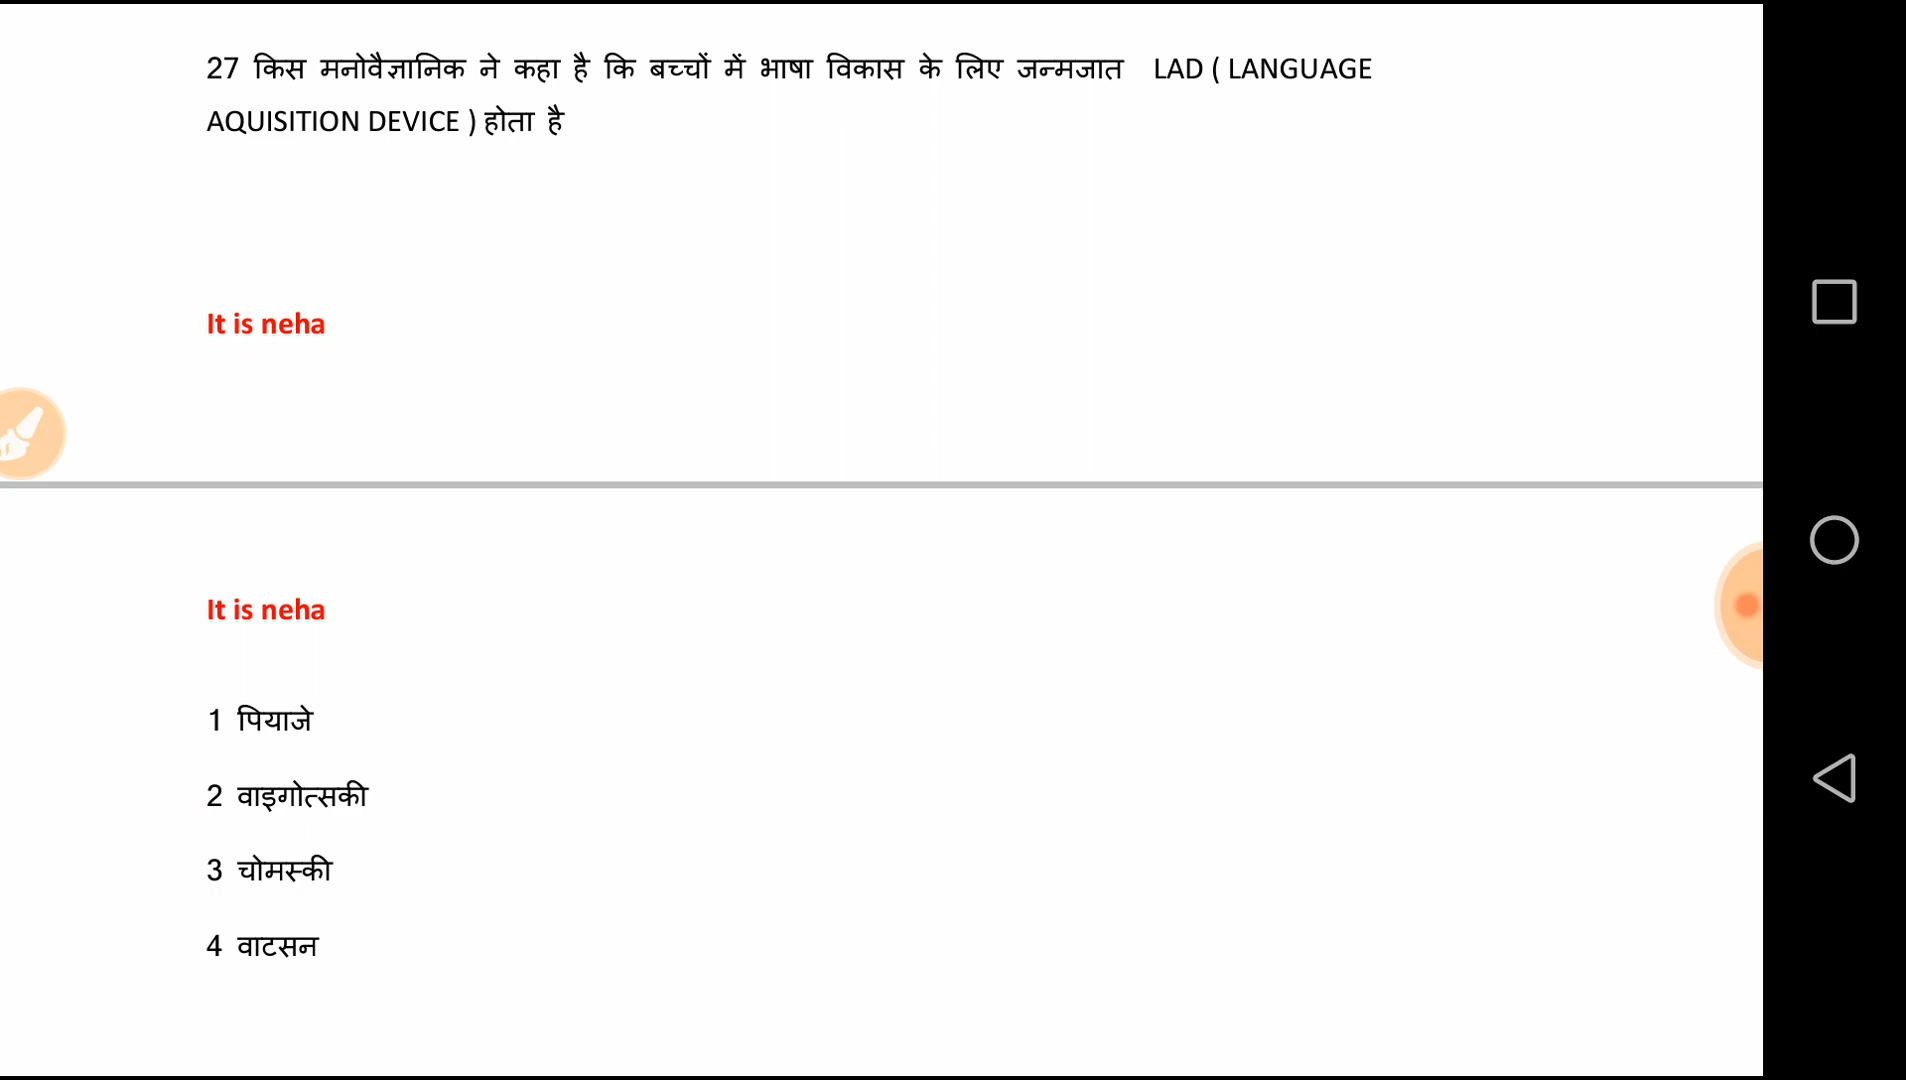 27 किस मनोवैज्ञानिक ने कहा है कि बच्चों में भाषा विकास के लिए जन्मजात LAD ( LANGUAGE
AQUISITION DEVICE ) होता है
It is neha
It is neha
1 पियाजे
2 वाइगोत्सकी
3 चोमस्की
4 वाटसन